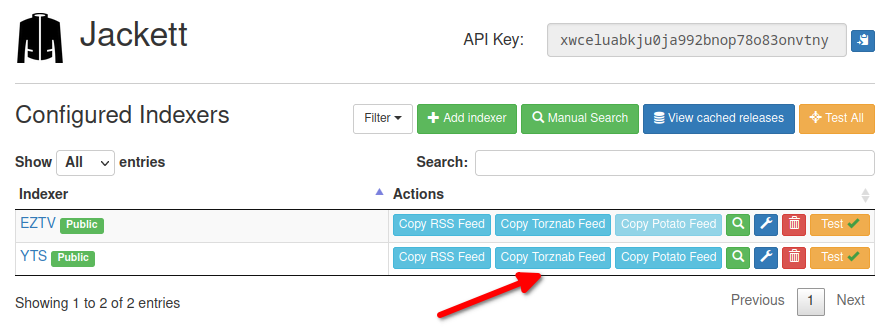 Jackett
API Key: xwceluabkju0ja992bnop78o83onvtny
Configured Indexers
Filter Add indexer Manual Search View cached releases Test All
Show All entries Search:
Indexer Actions
EZTV Public Copy RSS Feed Copy Torznab Feed Copy Potato Feed Test
YTS Public Copy RSS Feed Copy Torznab Feed Copy Potato Feed Test
Showing 1 to 2 of 2 entries Previous 1 Next